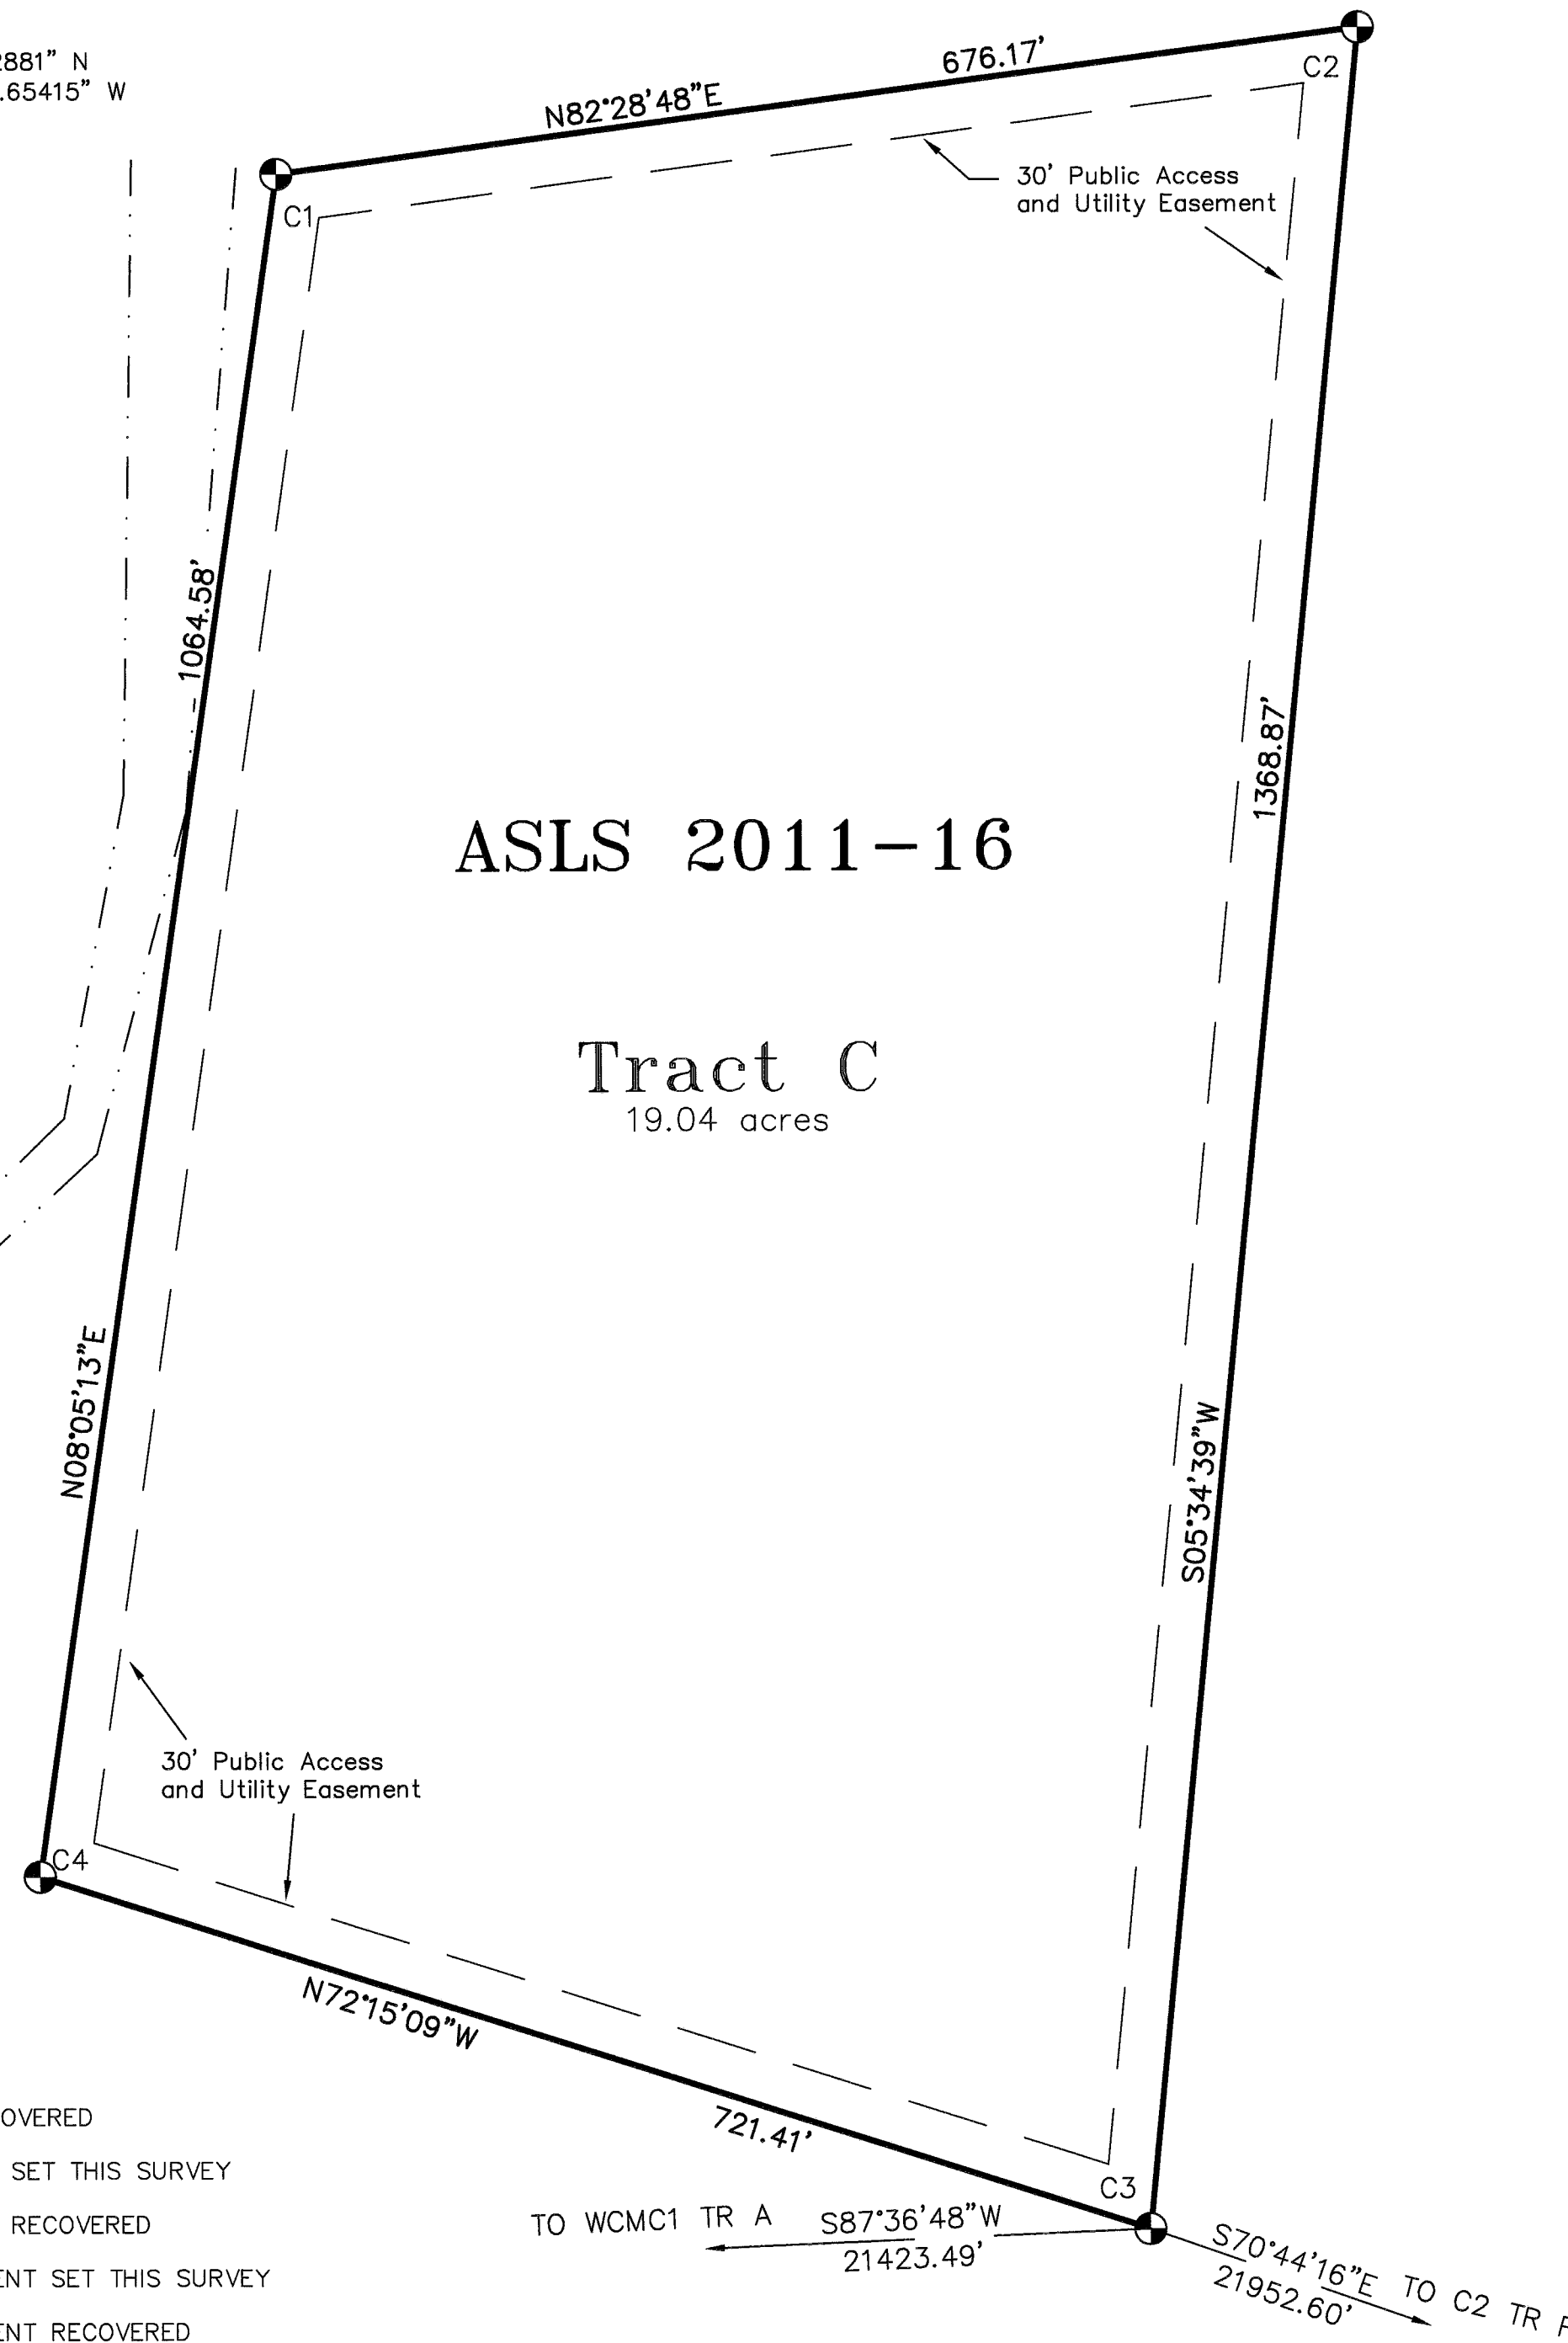 2881" N
.65415" W
676.17'
N82°28'48"E
C2
30' Public Access
and Utility Easement
C1
1064.58'
1368.87'
ASLS 2011-16
Tract C
19.04 acres
N08°05'13"E
S05°34'39"W
30' Public Access
and Utility Easement
C4
N72°15'09"W
721.41'
C3
OVERED
SET THIS SURVEY
RECOVERED
ENT SET THIS SURVEY
ENT RECOVERED
TO WCMC1 TR A
S87°36'48"W
21423.49'
S70°44'16"E TO C2 TR
21952.60'